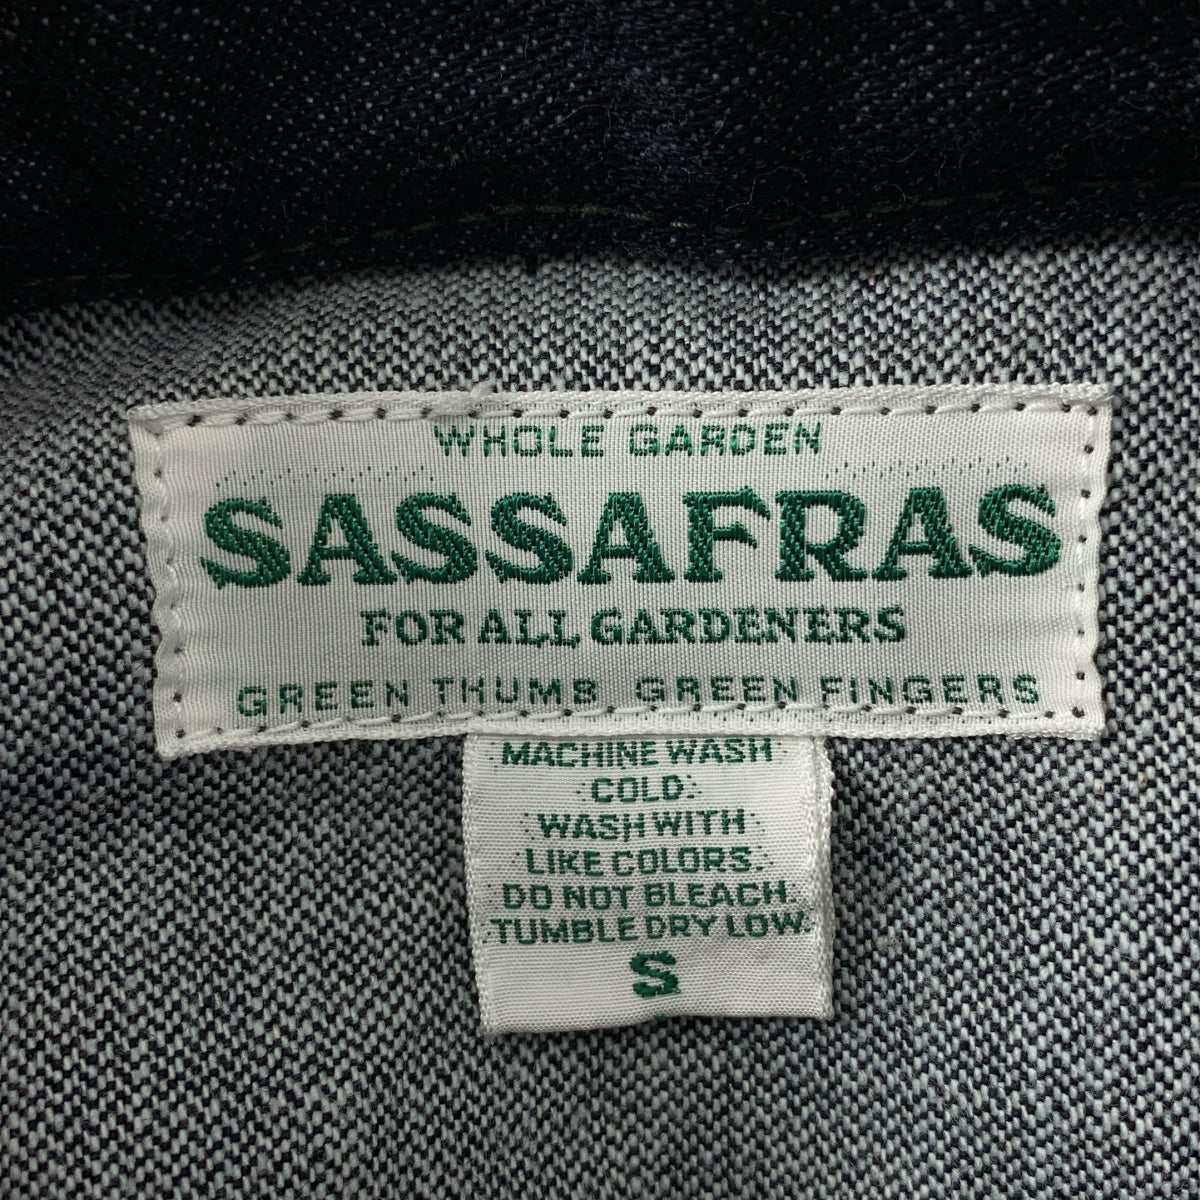 WHOLE GARDEN
SASSAFRAS
FOR ALL GARDENERS
GREEN THUMB GREEN FINGERS
MACHINE WASH
COLD.
WASH WITH
LIKE COLORS.
DO NOT BLEACH.
TUMBLE DRY LOW.
S